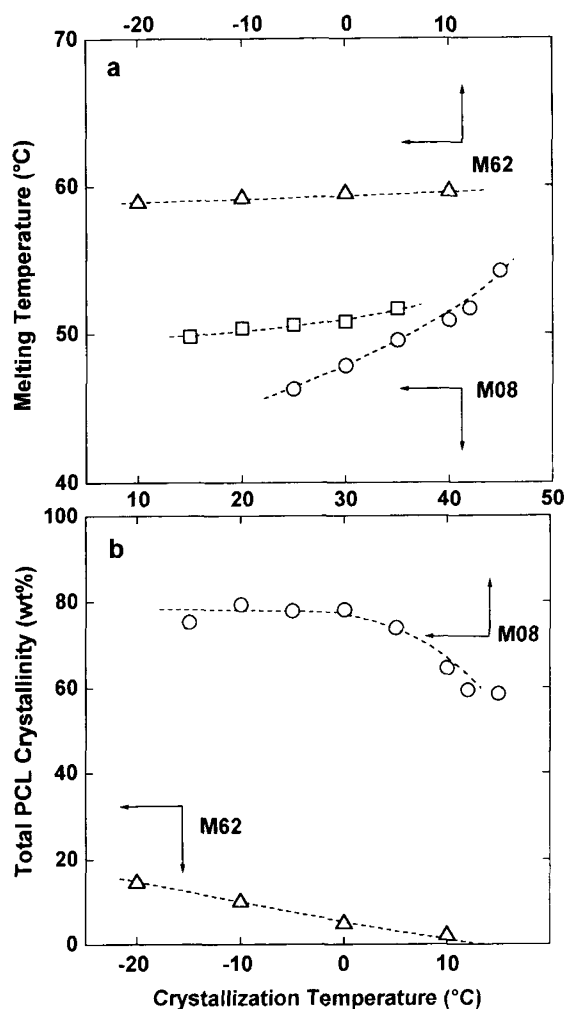 -20 -10 0 10
70
a
M62
60
Melting Temperature (°C)
50
M08
40
10 20 30 40 50
100
b
80
M08
60
Total PCL Crystallinity (wt%)
40
M62
20
0
-20 -10 0 10
Crystallization Temperature (°C)